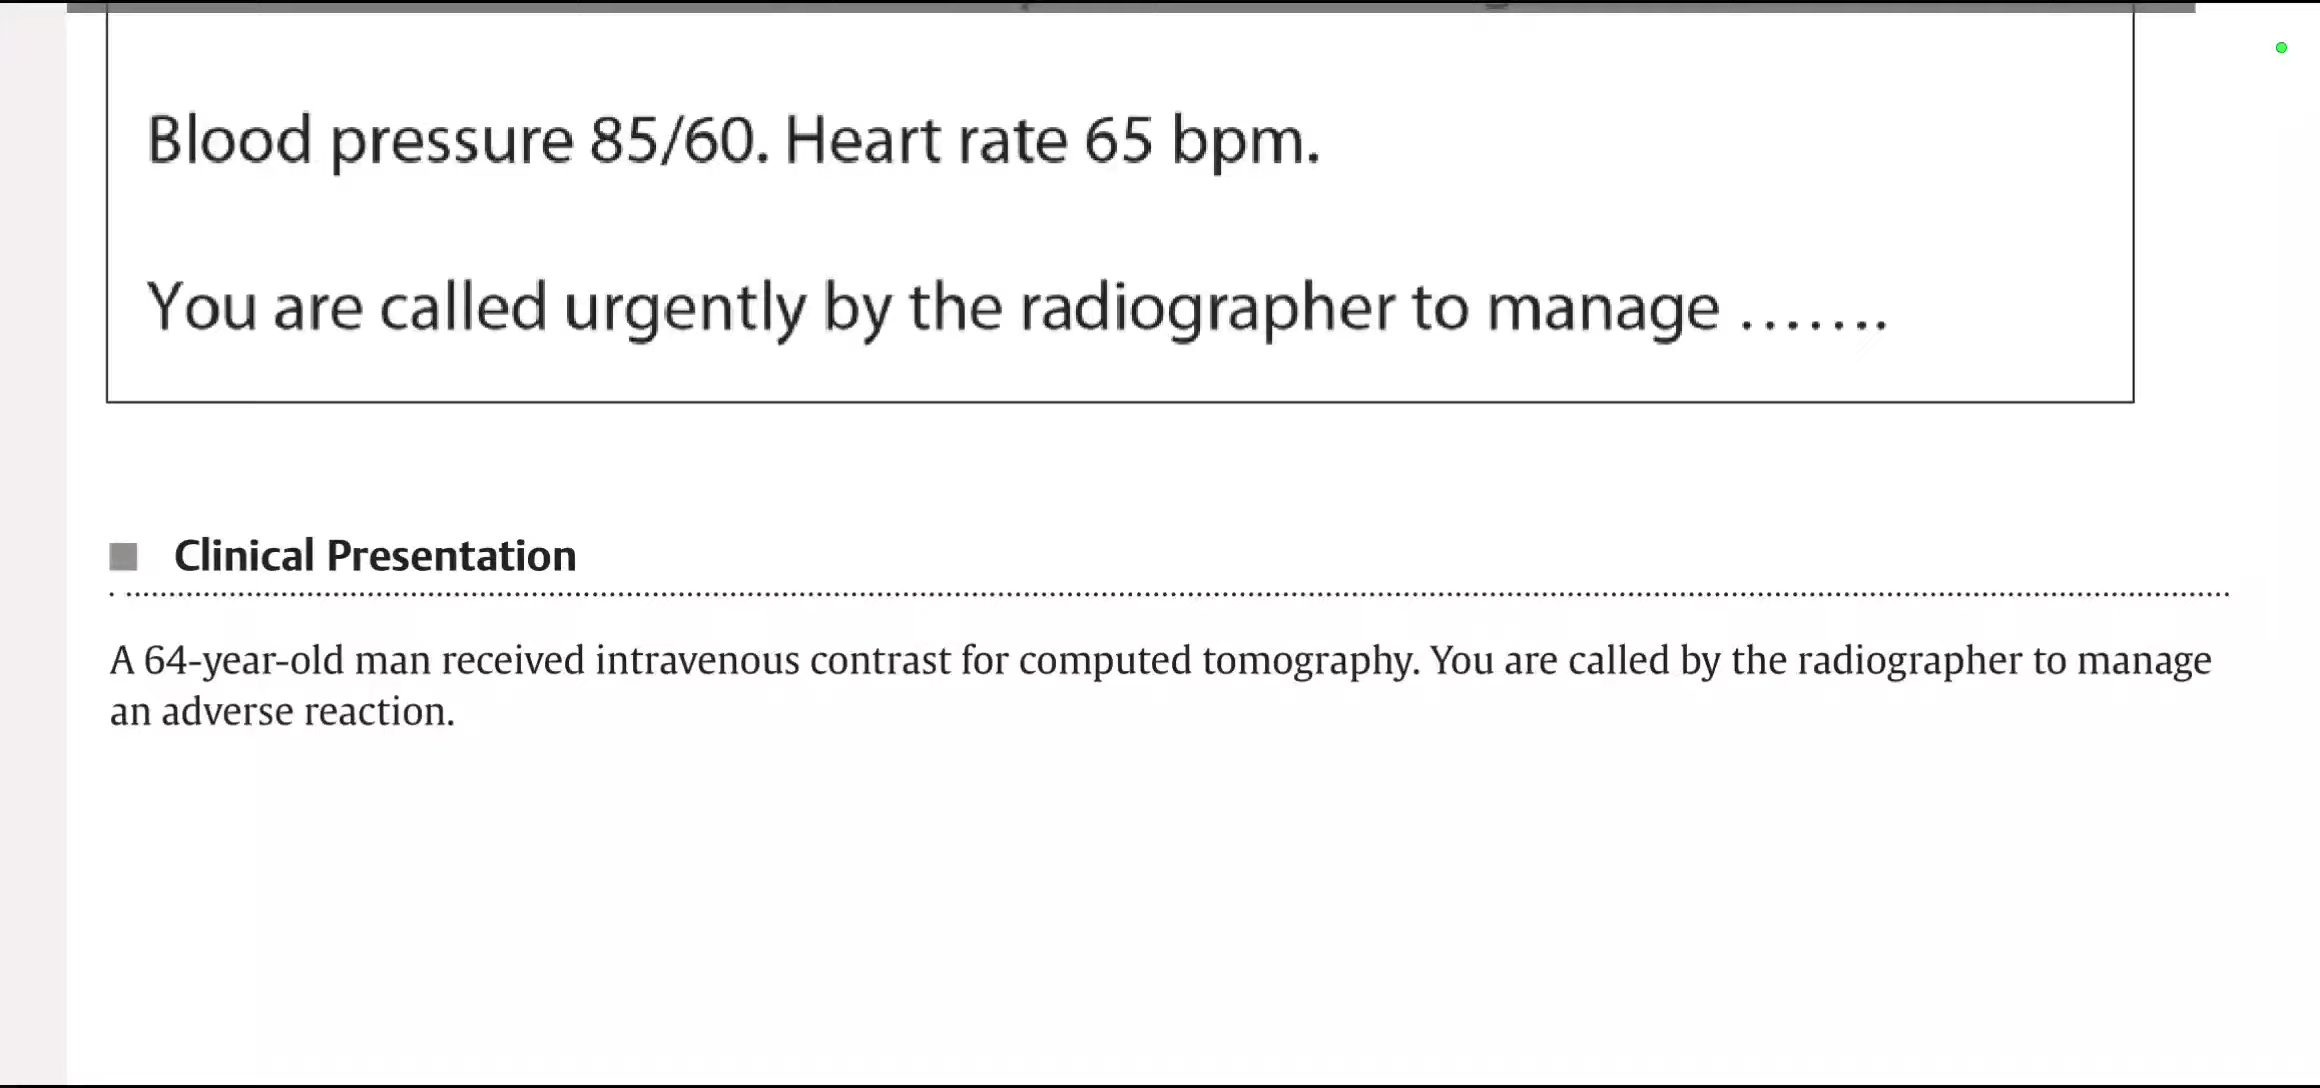 Blood pressure 85/60. Heart rate 65 bpm.
You are called urgently by the radiographer to manage …….
Clinical Presentation
A 64-year-old man received intravenous contrast for computed tomography. You are called by the radiographer to manage
an adverse reaction.